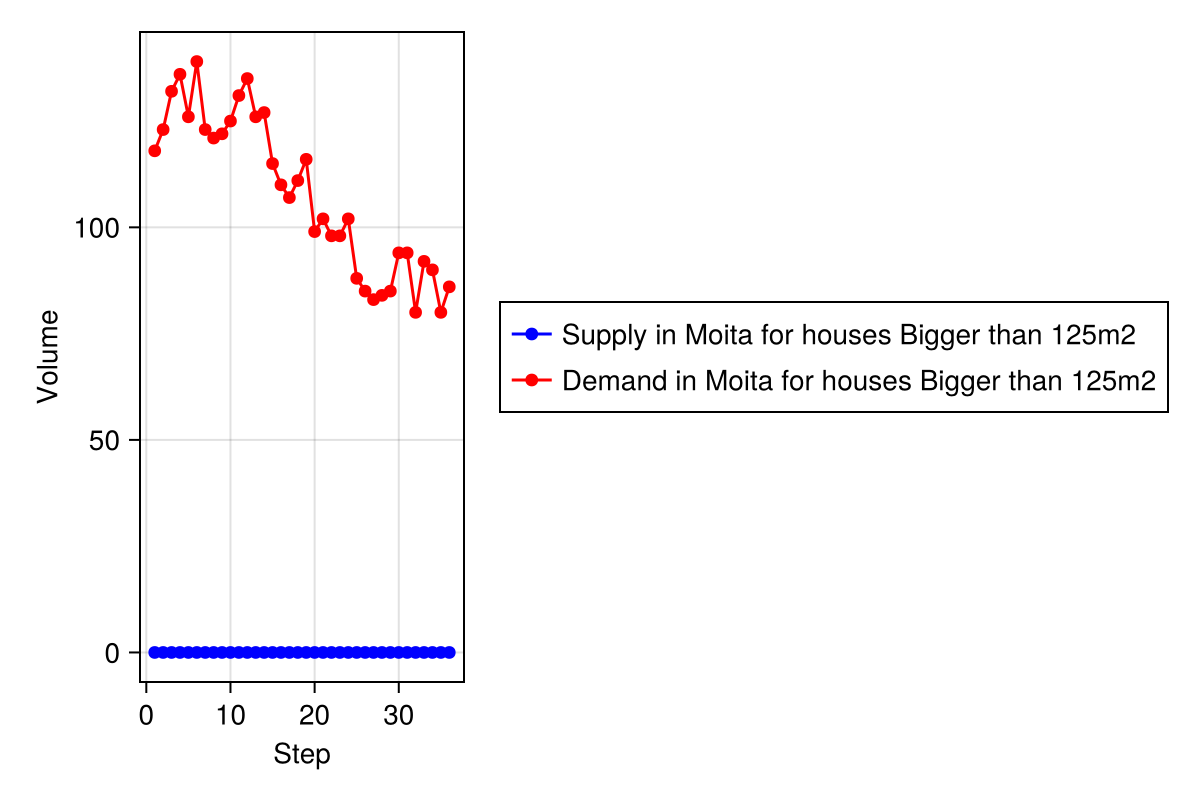 100
50
0
Volume
0 10 20 30
Step
Supply in Moita for houses Bigger than 125m2
Demand in Moita for houses Bigger than 125m2